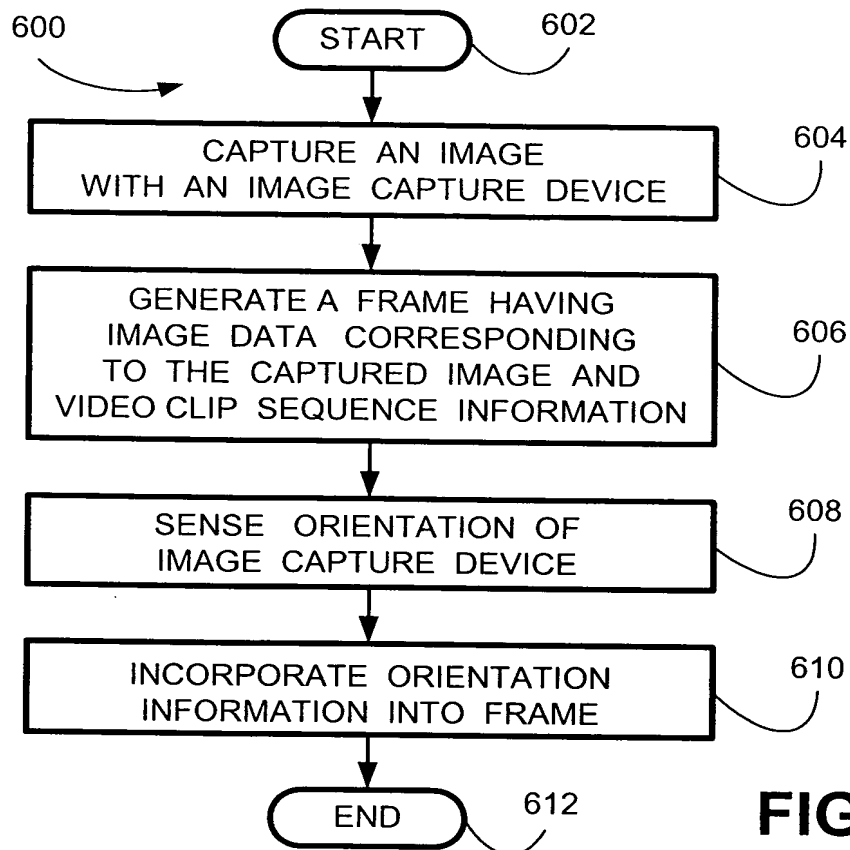 600
START
602
CAPTURE AN IMAGE
WITH AN IMAGE CAPTURE DEVICE
604
GENERATE A FRAME HAVING
IMAGE DATA CORRESPONDING
TO THE CAPTURED IMAGE AND
VIDEO CLIP SEQUENCE INFORMATION
606
SENSE ORIENTATION OF
IMAGE CAPTURE DEVICE
608
INCORPORATE ORIENTATION
INFORMATION INTO FRAME
610
END
612
FIG